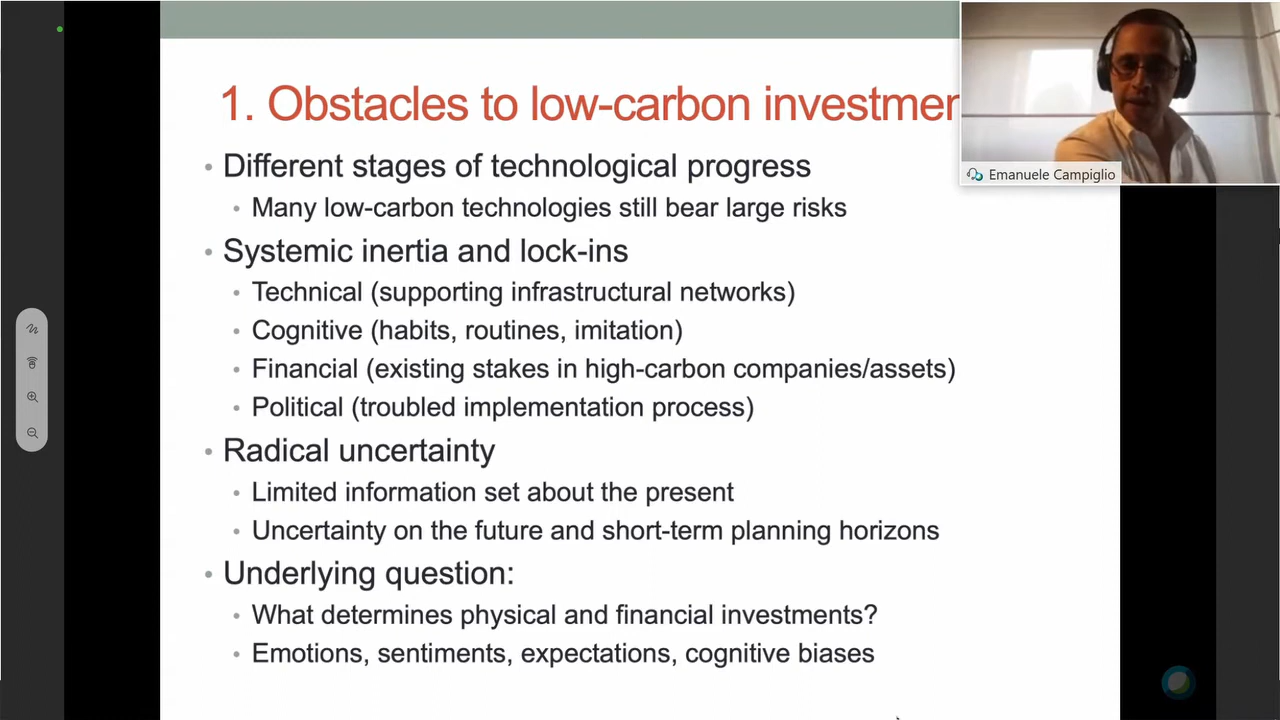 1. Obstacles to low-carbon investmen
Different stages of technological progress
Many low-carbon technologies still bear large risks
Systemic inertia and lock-ins
Technical (supporting infrastructural networks)
Cognitive (habits, routines, imitation)
Financial (existing stakes in high-carbon companies/assets)
Political (troubled implementation process)
Radical uncertainty
Limited information set about the present
Uncertainty on the future and short-term planning horizons
Underlying question:
What determines physical and financial investments?
Emotions, sentiments, expectations, cognitive biases
Emanuele Campiglio